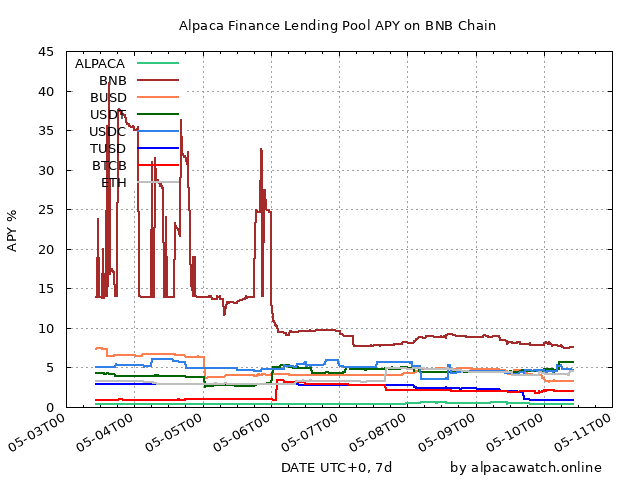 Alpaca Finance Lending Pool APY on BNB Chain
45
40
35
30
25
20
15
10
5
0
APY %
ALPACA
BNB
BUSD
USDT
USDC
TUSD
BTCB
ETH
05-03T00
05-04T00
05-05T00
05-06T00
05-07T00
05-08T00
05-09T00
05-10T00
05-11T00
DATE UTC+0, 7d
by alpacawatch.online